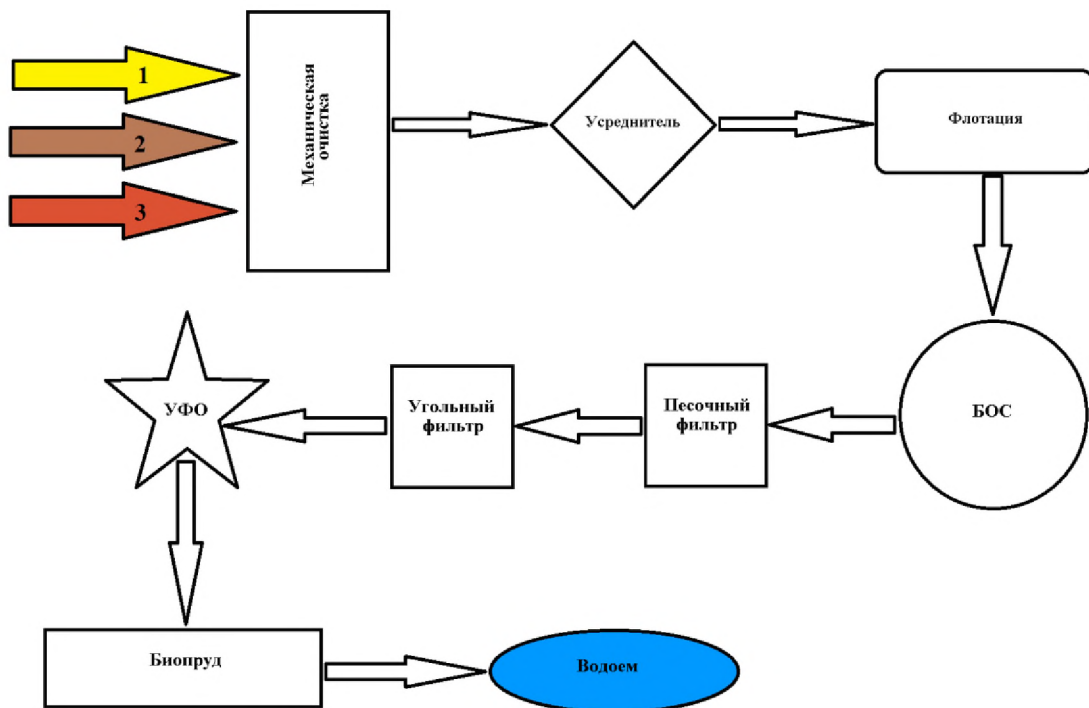 1
2
3
Механическая
очистка
Усреднитель
Флотация
БОС
Песочный
фильтр
Угольный
фильтр
УФО
Биопруд
Водоем